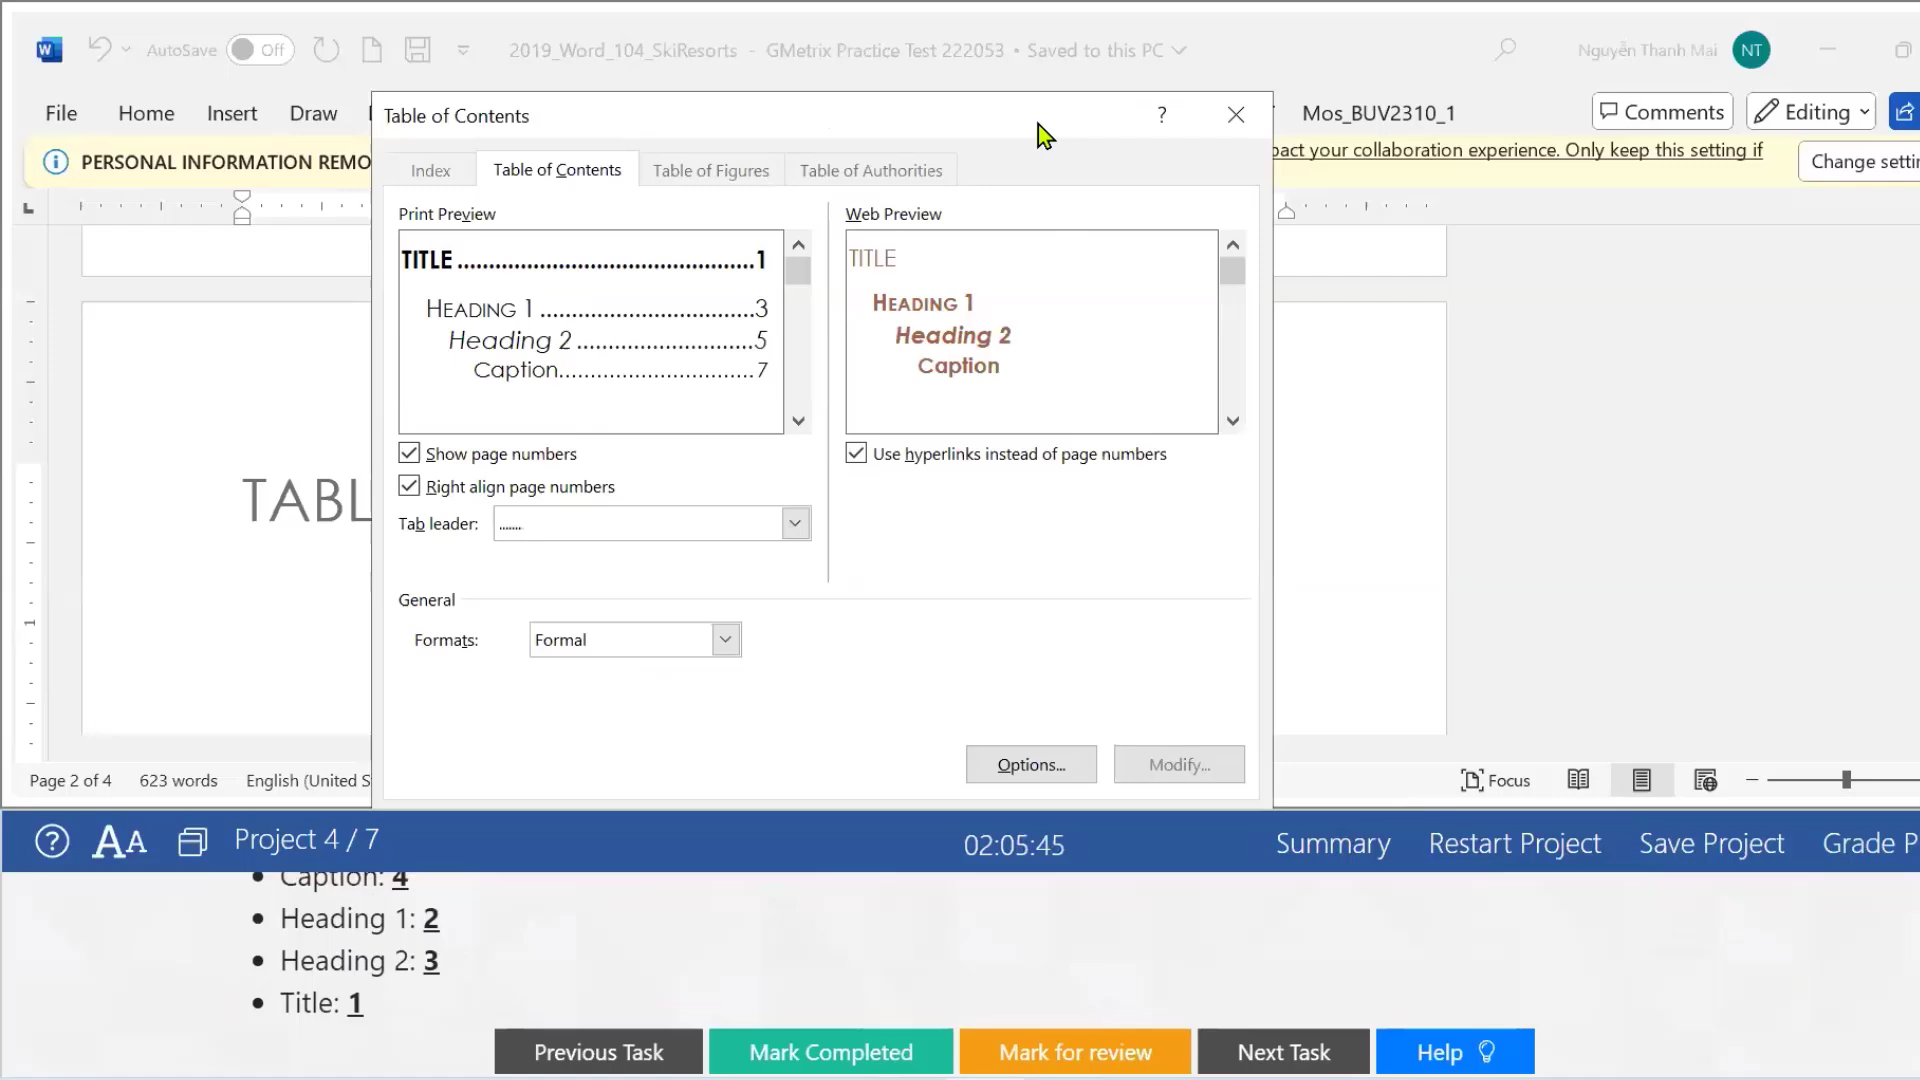 AutoSave Off 2019_Word_104_SkiResorts - GMetrix Practice Test 222053 • Saved to this PC Nguyễn Thanh Mai NT
File Home Insert Draw Mos_BUV2310_1 Comments Editing
PERSONAL INFORMATION REMO
pact your collaboration experience. Only keep this setting if
Change setti
Table of Contents ?
Index Table of Contents Table of Figures Table of Authorities
Print Preview Web Preview
TITLE ............................................... 1 TITLE
HEADING 1 .................................. 3 HEADING 1
Heading 2 ............................ 5 Heading 2
Caption............................... 7 Caption
Show page numbers Use hyperlinks instead of page numbers
Right align page numbers
Tab leader: .......
TABL
General
Formats: Formal
1
Options... Modify...
Page 2 of 4 623 words English (United S Focus
Project 4 / 7 02:05:45 Summary Restart Project Save Project Grade P
• Caption: 4
• Heading 1: 2
• Heading 2: 3
• Title: 1
Previous Task Mark Completed Mark for review Next Task Help